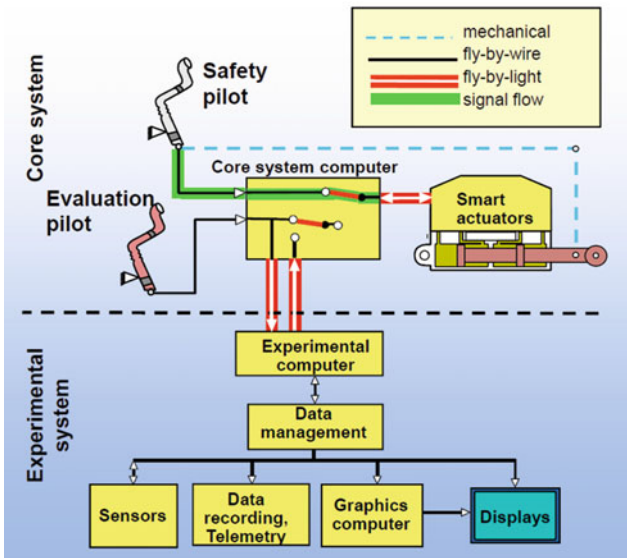 mechanical
fly-by-wire
fly-by-light
signal flow
Core system
Safety
pilot
Core system computer
Evaluation
pilot
Smart
actuators
Experimental
system
Experimental
computer
Data
management
Sensors
Data
recording,
Telemetry
Graphics
computer
Displays